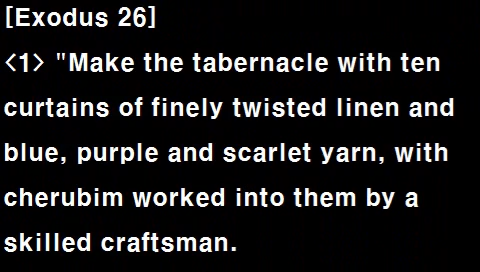 [Exodus 26]
<1> "Make the tabernacle with ten
curtains of finely twisted linen and
blue, purple and scarlet yarn, with
cherubim worked into them by a
skilled craftsman.